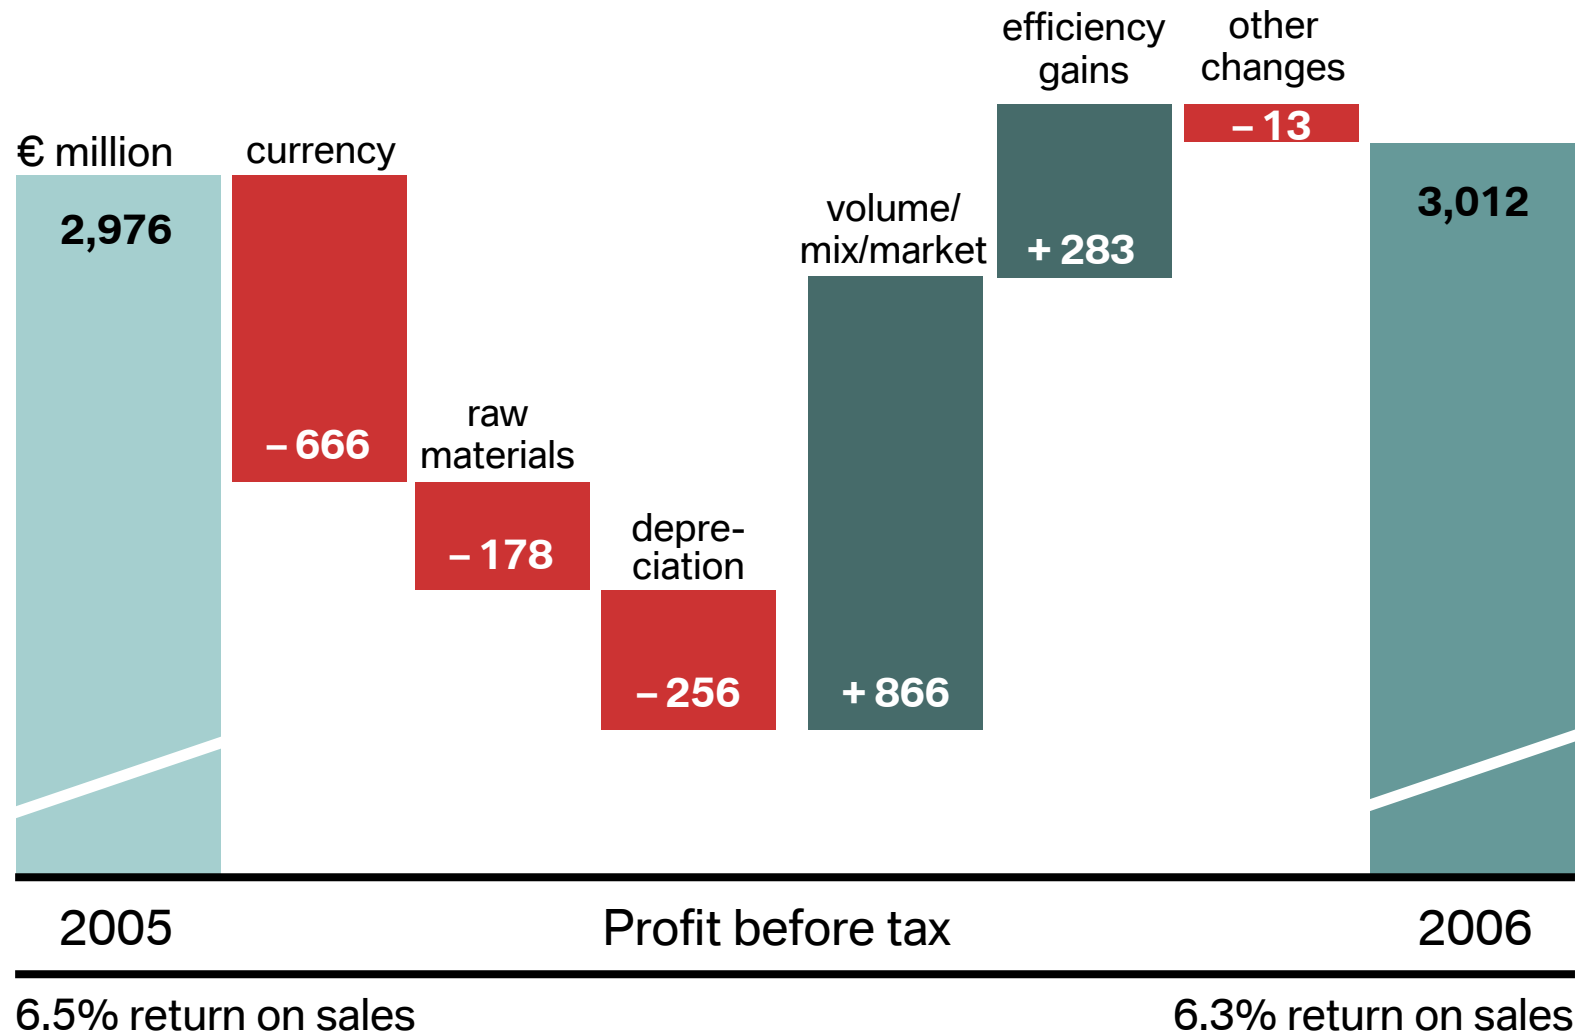 € million
2,976
currency
– 666
raw
materials
– 178
depre-
ciation
– 256
volume/
mix/market
+ 866
efficiency
gains
+ 283
other
changes
– 13
3,012
2005
Profit before tax
2006
6.5% return on sales
6.3% return on sales